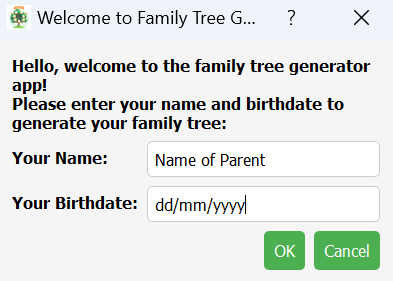 Welcome to Family Tree G...
Hello, welcome to the family tree generator
app!
Please enter your name and birthdate to
generate your family tree:
Your Name:
Name of Parent
Your Birthdate:
dd/mm/yyyy
OK
Cancel